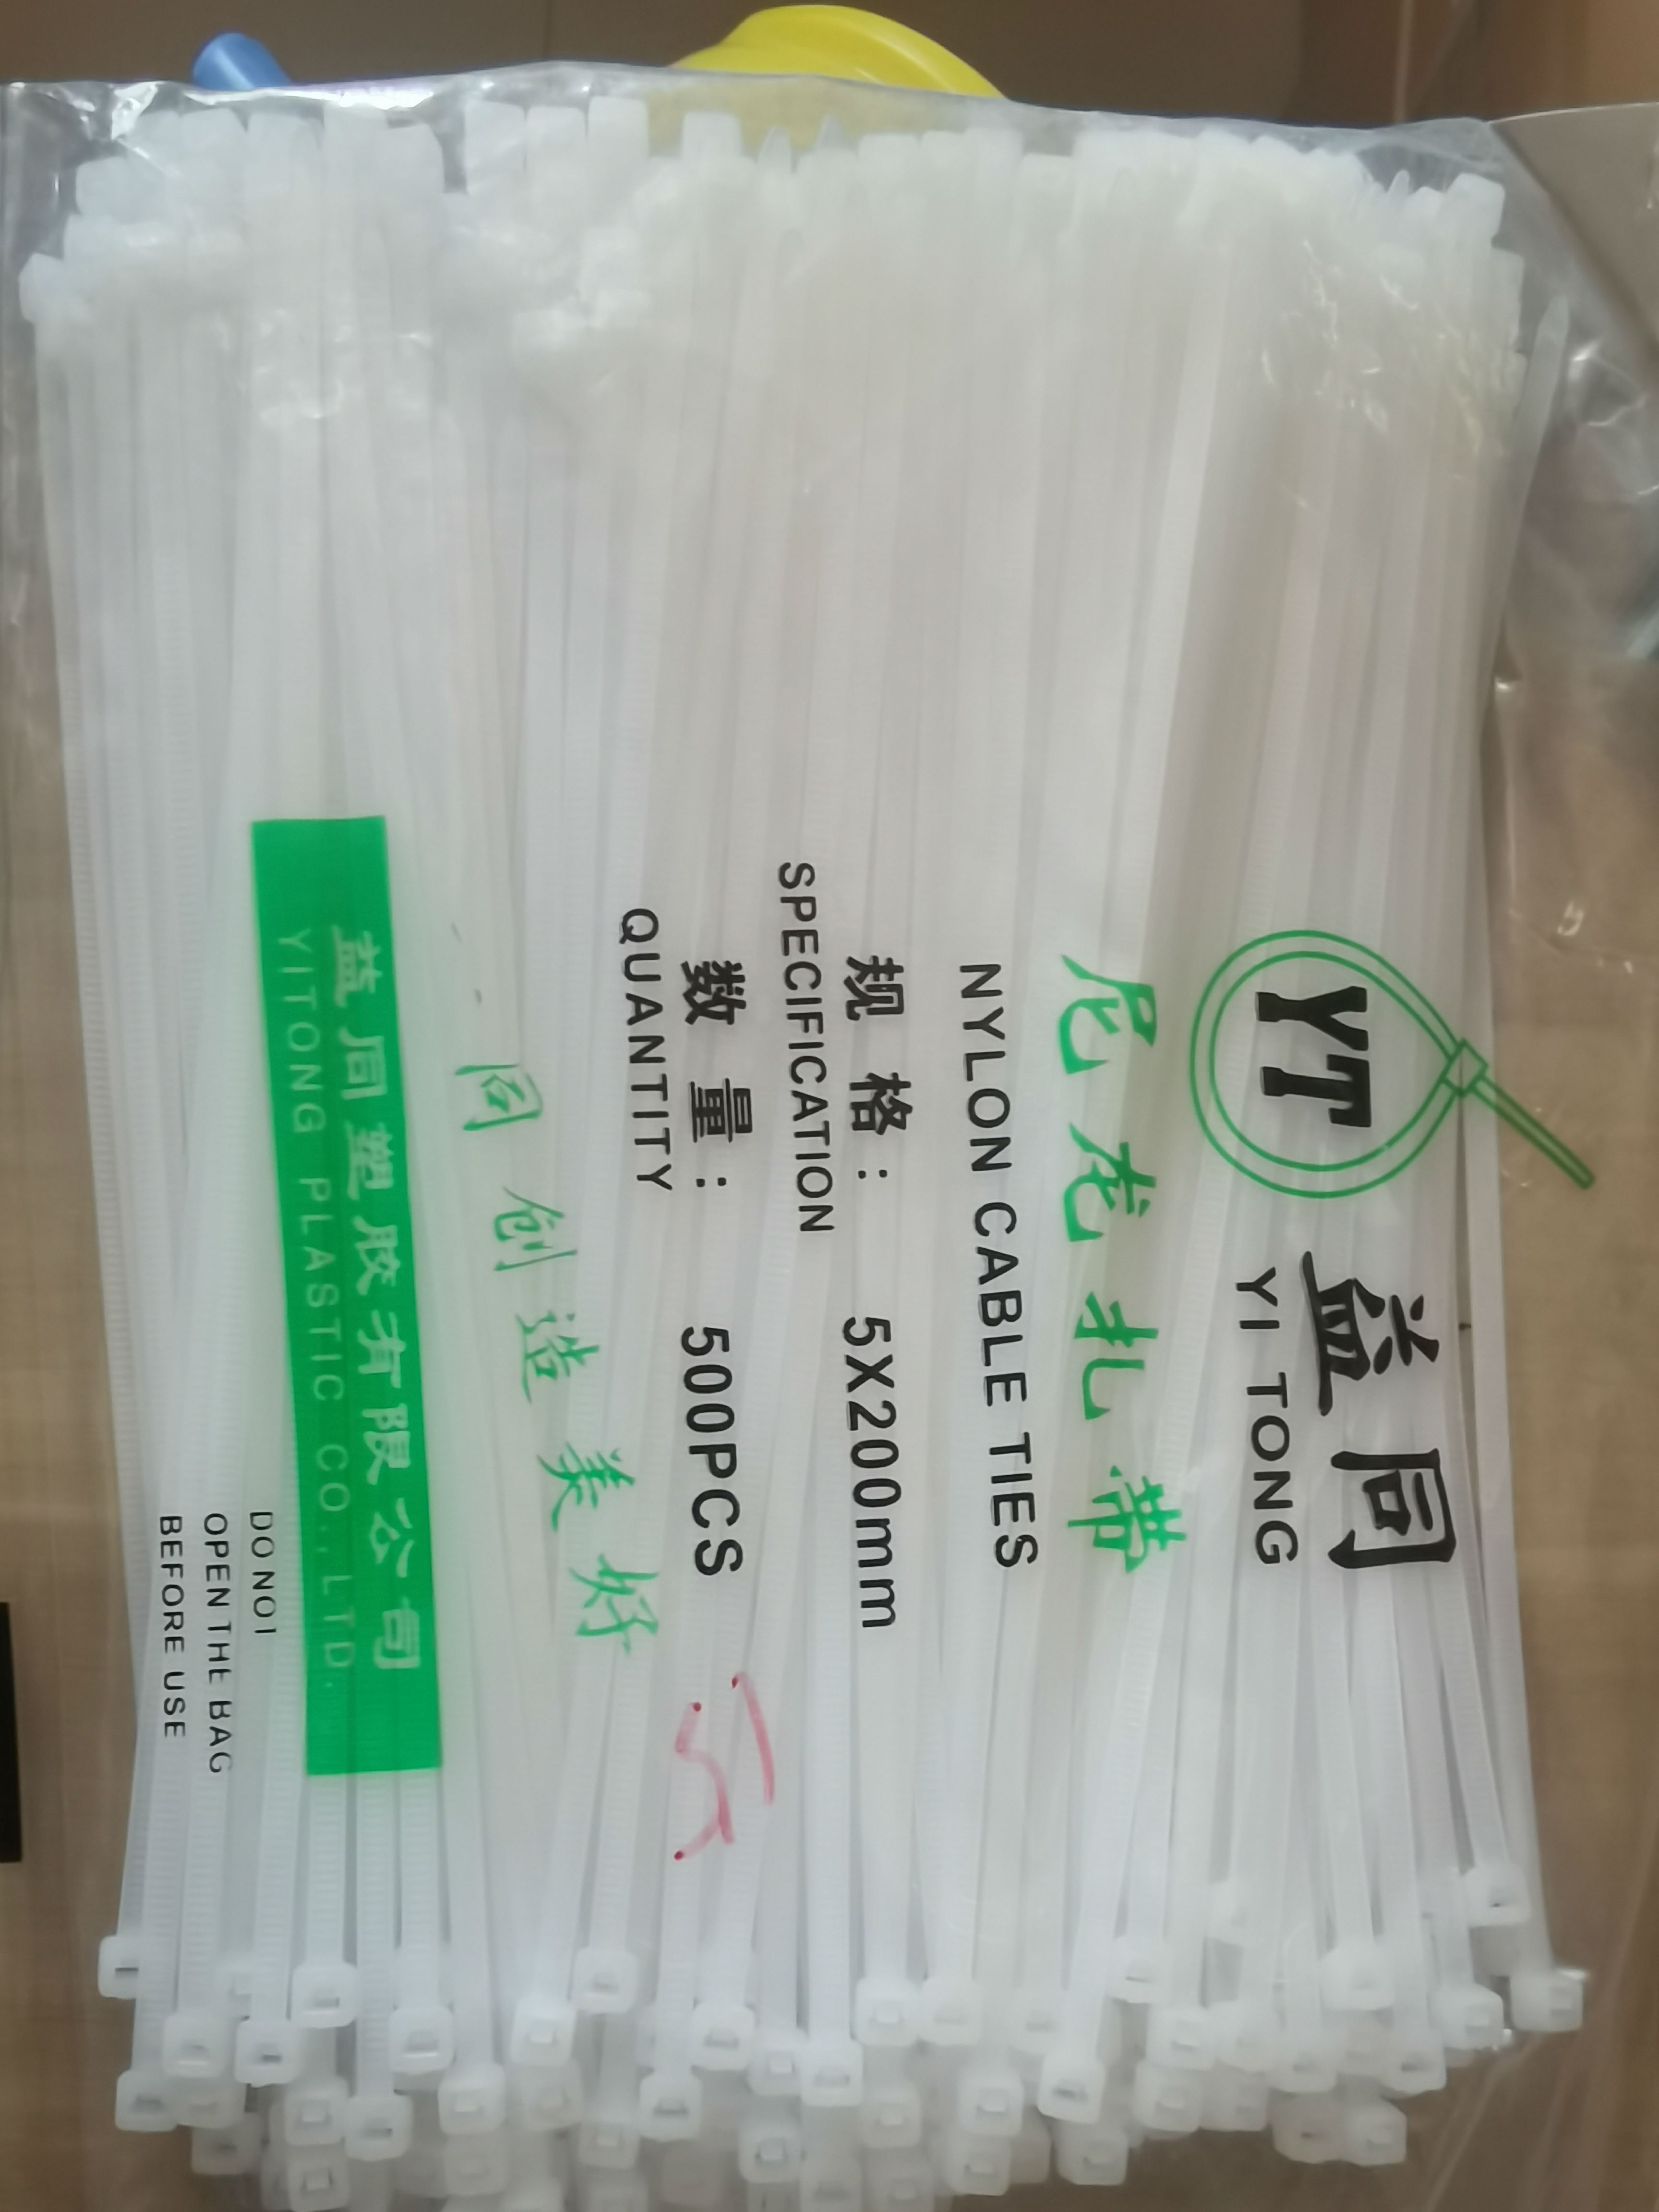 YT
益同
YI TONG
尼龙扎带
NYLON CABLE TIES
规格: 5X200mm
SPECIFICATION
数量: 500PCS
QUANTITY
同创造美好
益同塑胶有限公司
YITONG PLASTIC CO., LTD.
DO NOT
OPEN THE BAG
BEFORE USE